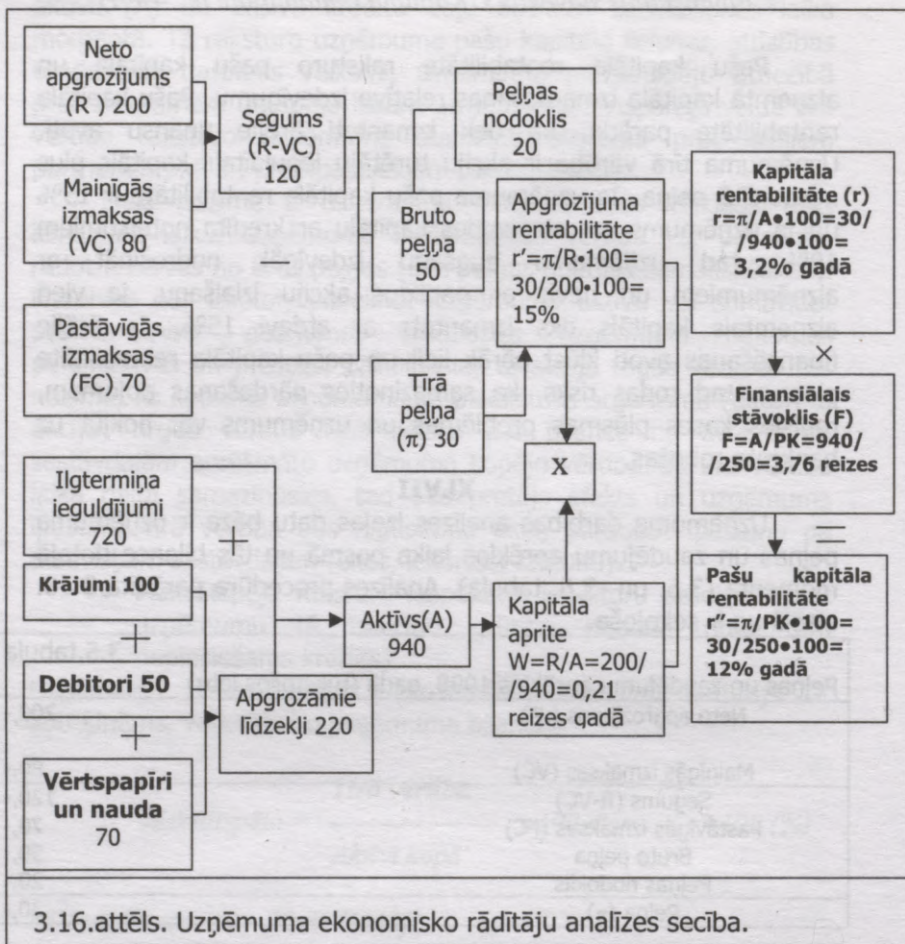 Neto
apgrozījums
(R ) 200
Mainīgās
izmaksas
(VC) 80
Pastāvīgās
izmaksas
(FC) 70
Segums
(R-VC)
120
Peļņas
nodoklis
20
Bruto
peļņa
50
Tīrā
peļņa
(π) 30
Apgrozījuma
rentabilitāte
r′=π/R•100=
30/200•100=
15%
Kapitāla
rentabilitāte (r)
r=π/A•100=30/
/940•100=
3,2% gadā
×
Finansiālais
stāvoklis (F)
F=A/PK=940/
/250=3,76 reizes
=
Pašu kapitāla
rentabilitāte
r″=π/PK•100=
30/250•100=
12% gadā
x
Ilgtermiņa
ieguldījumi
720
+
Krājumi 100
+
Debitori 50
+
Vērtspapīri
un nauda
70
Aktīvs(A)
940
Apgrozāmie
līdzekļi 220
Kapitāla
aprite
W=R/A=200/
/940=0,21
reizes gadā
3.16.attēls. Uzņēmuma ekonomisko rādītāju analīzes secība.